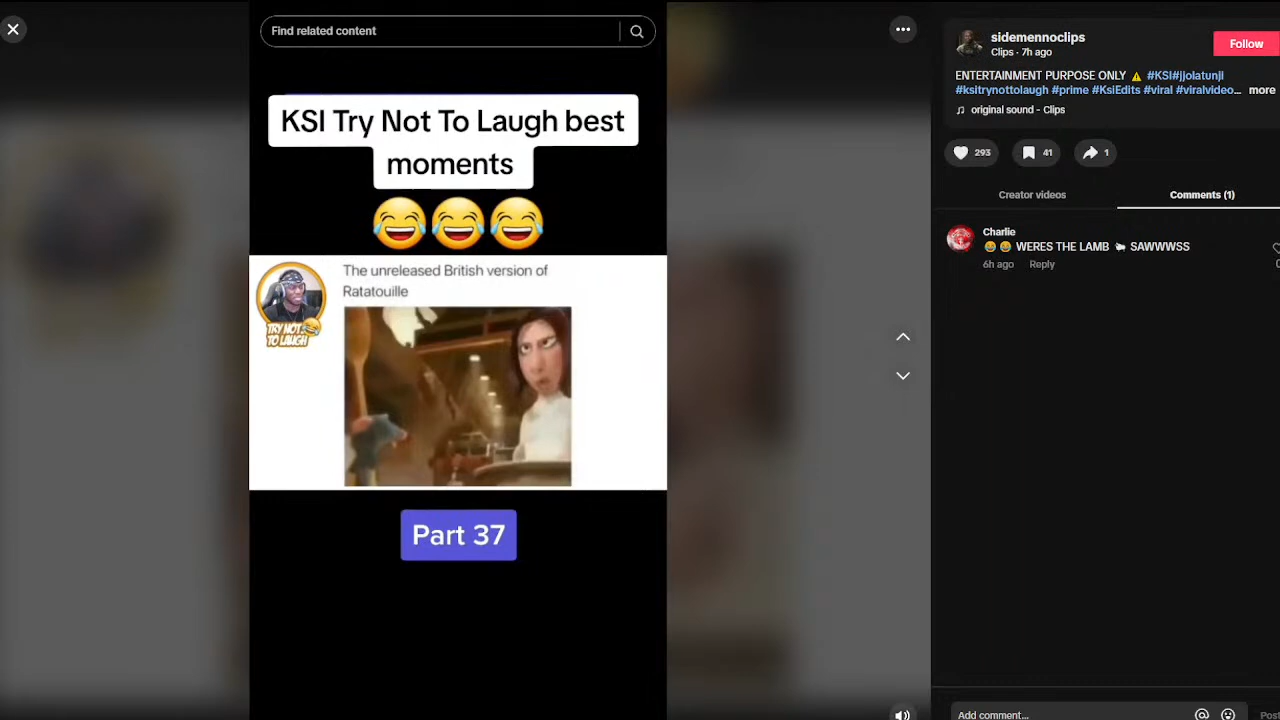 Find related content
KSI Try Not To Laugh best
moments
😂😂😂
The unreleased British version of
Ratatouille
TRY NOT
TO LAUGH
Part 37
sidemennoclips
Clips · 7h ago
Follow
ENTERTAINMENT PURPOSE ONLY ⚠️ #KSI#jjolatunji
#ksitrynottolaugh #prime #KsiEdits #viral #viralvideo... more
♫ original sound - Clips
293
41
1
Creator videos
Comments (1)
Charlie
😂 😂 WERES THE LAMB 🐑 SAWWWSS
6h ago Reply
0
Add comment...
Post